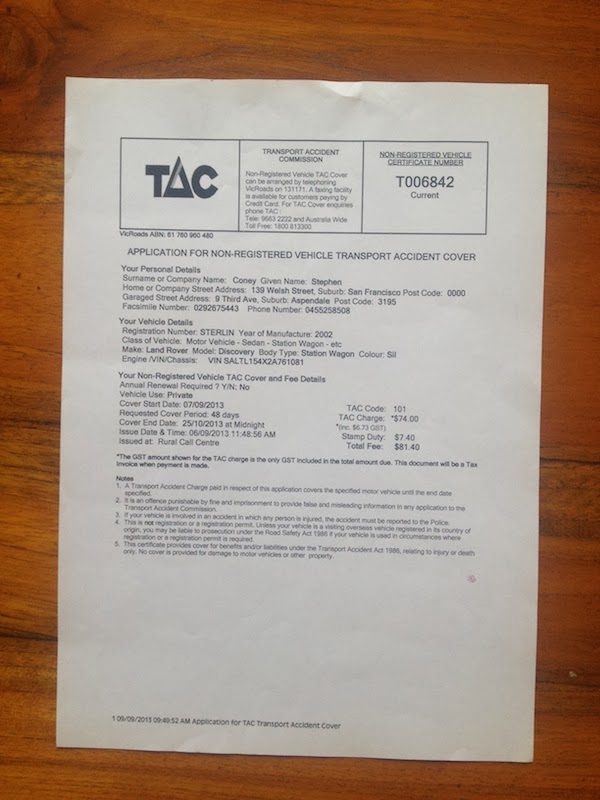 TAC
TRANSPORT ACCIDENT
COMMISSION
Non-Registered Vehicle TAC Cover
can be arranged by telephoning
VicRoads on 131171. A faxing facility
is available for customers paying by
Credit Card. For TAC Cover enquiries
phone TAC :
Tele: 9663 2222 and Australia Wide
Toll Free: 1800 813300
NON-REGISTERED VEHICLE
CERTIFICATE NUMBER
T006842
Current
VicRoads ABN: 61 760 960 480
APPLICATION FOR NON-REGISTERED VEHICLE TRANSPORT ACCIDENT COVER
Your Personal Details
Surname or Company Name: Coney Given Name: Stephen
Home or Company Street Address: 139 Welsh Street, Suburb: San Francisco Post Code: 0000
Garaged Street Address: 9 Third Ave, Suburb: Aspendale Post Code: 3195
Facsimile Number: 0292675443 Phone Number: 0455258508
Your Vehicle Details
Registration Number: STERLIN Year of Manufacture: 2002
Class of Vehicle: Motor Vehicle - Sedan - Station Wagon - etc
Make: Land Rover Model: Discovery Body Type: Station Wagon Colour: Sil
Engine /VIN/Chassis: VIN SALTL154X2A761081
Your Non-Registered Vehicle TAC Cover and Fee Details
Annual Renewal Required ? Y/N: No
Vehicle Use: Private
Cover Start Date: 07/09/2013
Requested Cover Period: 48 days
Cover End Date: 25/10/2013 at Midnight
Issue Date & Time: 06/09/2013 11:48:56 AM
Issued at: Rural Call Centre
TAC Code: 101
TAC Charge: *$74.00
*(inc. $6.73 GST)
Stamp Duty: $7.40
Total Fee: $81.40
*The GST amount shown for the TAC charge is the only GST included in the total amount due. This document will be a Tax
Invoice when payment is made.
Notes
1. A Transport Accident Charge paid in respect of this application covers the specified motor vehicle until the end date
specified.
2. It is an offence punishable by fine and imprisonment to provide false and misleading information in any application to the
Transport Accident Commission.
3. If your vehicle is involved in an accident in which any person is injured, the accident must be reported to the Police.
4. This is not registration or a registration permit. Unless your vehicle is a visiting overseas vehicle registered in its country of
origin, you may be liable to prosecution under the Road Safety Act 1986 if your vehicle is used in circumstances where
registration or a registration permit is required.
5. This certificate provides cover for benefits and/or liabilities under the Transport Accident Act 1986, relating to injury or death
only. No cover is provided for damage to motor vehicles or other property.
1 09/09/2013 09:49:52 AM Application for TAC Transport Accident Cover